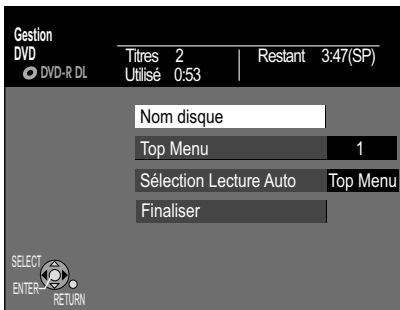 Gestion
DVD
DVD-R DL
Titres 2
Utilisé 0:53
Restant 3:47(SP)
Nom disque
Top Menu 1
Sélection Lecture Auto Top Menu
Finaliser
SELECT
ENTER
RETURN